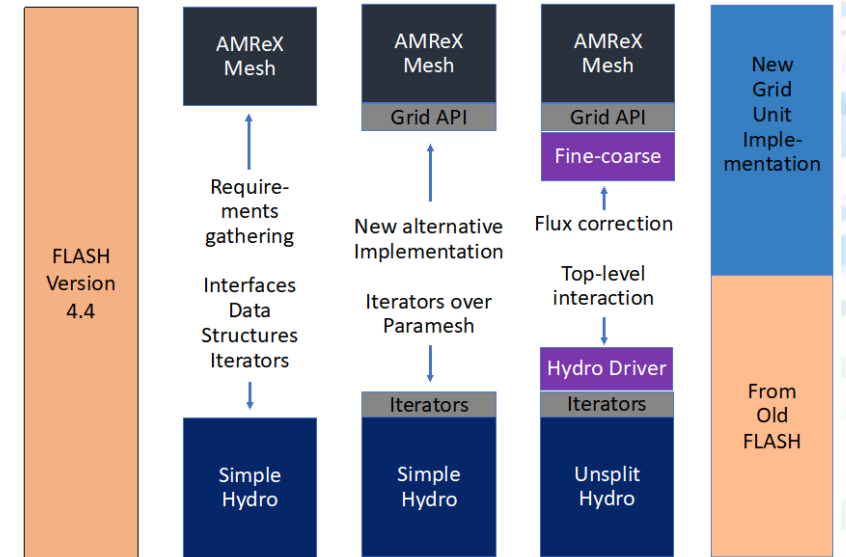 FLASH
Version
4.4
AMReX
Mesh
Require-
ments
gathering
Interfaces
Data
Structures
Iterators
Simple
Hydro
AMReX
Mesh
Grid API
New alternative
Implementation
Iterators over
Paramesh
Iterators
Simple
Hydro
AMReX
Mesh
Grid API
Fine-coarse
Flux correction
Top-level
interaction
Hydro Driver
Iterators
Unsplit
Hydro
New
Grid
Unit
Imple-
mentation
From
Old
FLASH